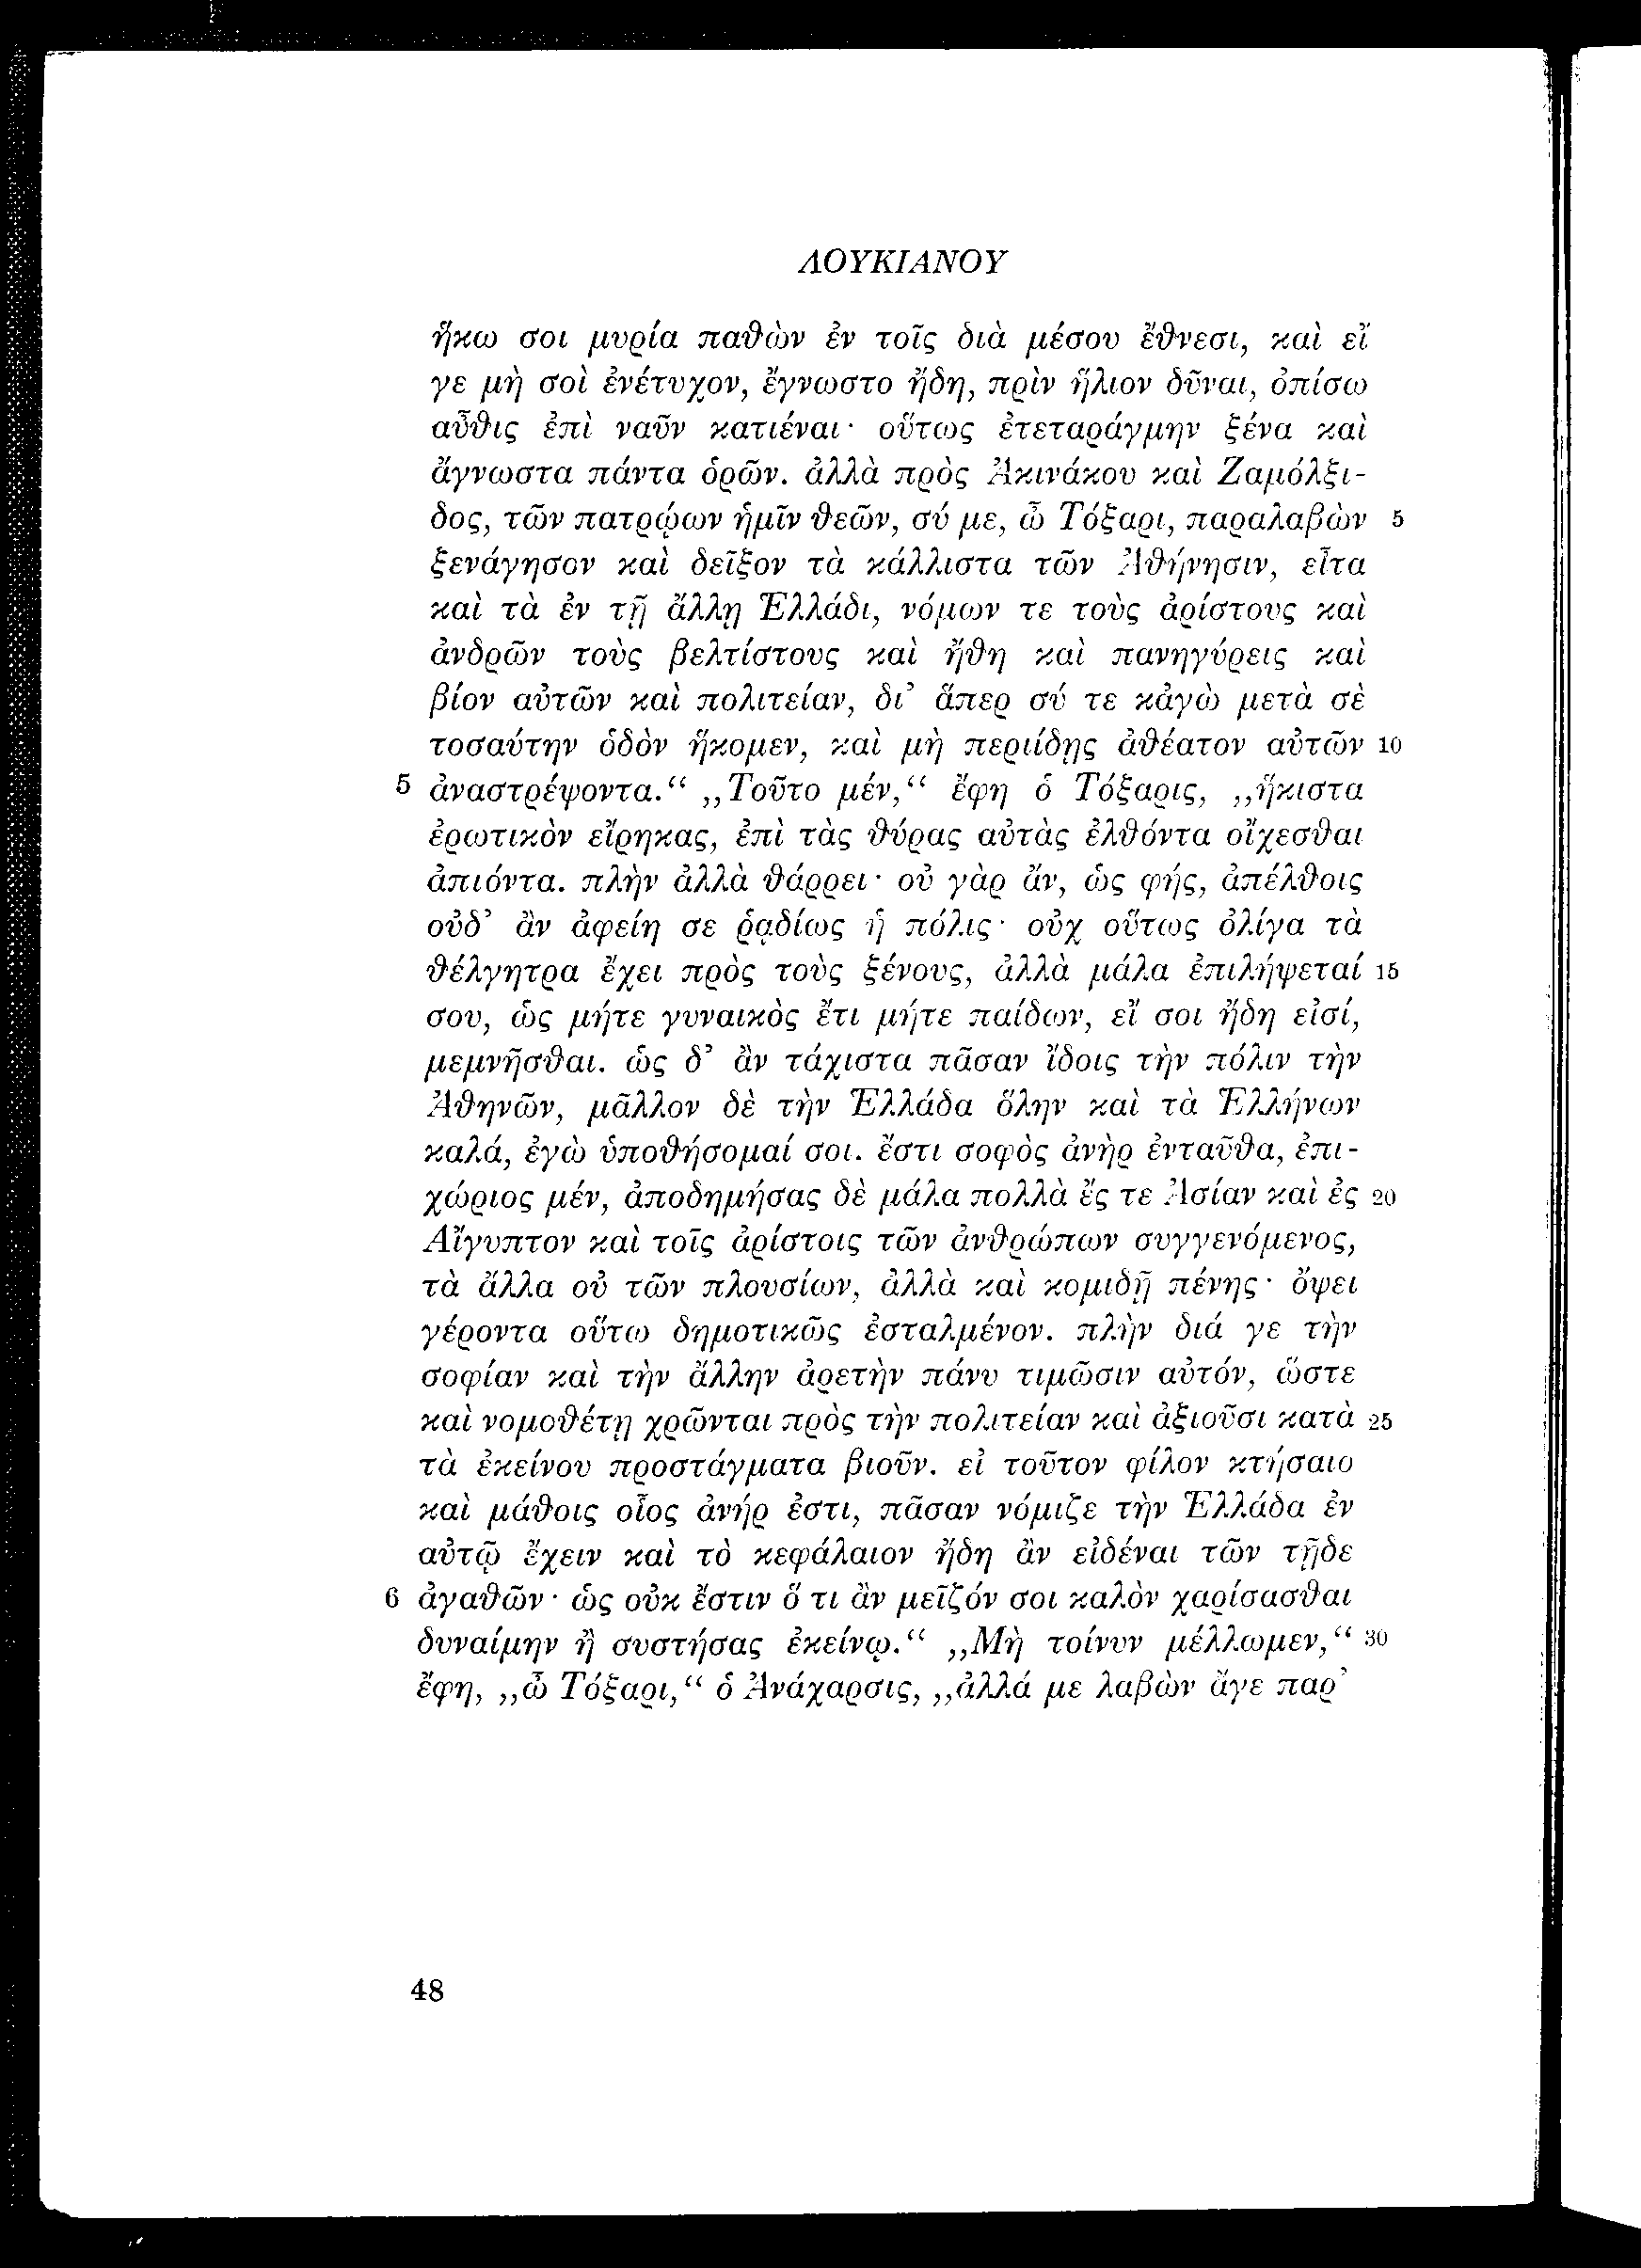 ΛΟΥΚΙΑΝΟΥ
ἥκω σοι μυρία παθὼν ἐν τοῖς διὰ μέσου ἔθνεσι, καὶ εἴ
γε μὴ σοὶ ἐνέτυχον, ἔγνωστο ἤδη, πρὶν ἥλιον δῦναι, ὀπίσω
αὖθις ἐπὶ ναῦν κατιέναι· οὕτως ἐτεταράγμην ξένα καὶ
ἄγνωστα πάντα ὁρῶν. ἀλλὰ πρὸς Ἀκινάκου καὶ Ζαμόλξι-
δος, τῶν πατρῴων ἡμῖν θεῶν, σύ με, ὦ Τόξαρι, παραλαβὼν 5
ξενάγησον καὶ δεῖξον τὰ κάλλιστα τῶν Ἀθήνησιν, εἶτα
καὶ τὰ ἐν τῇ ἄλλῃ Ἑλλάδι, νόμων τε τοὺς ἀρίστους καὶ
ἀνδρῶν τοὺς βελτίστους καὶ ἤθη καὶ πανηγύρεις καὶ
βίον αὐτῶν καὶ πολιτείαν, δι’ ἅπερ σύ τε κἀγὼ μετὰ σὲ
τοσαύτην ὁδὸν ἥκομεν, καὶ μὴ περιίδῃς ἀθέατον αὐτῶν 10
5 ἀναστρέψοντα.“ „Τοῦτο μέν,“ ἔφη ὁ Τόξαρις, „ἥκιστα
ἐρωτικὸν εἴρηκας, ἐπὶ τὰς θύρας αὐτὰς ἐλθόντα οἴχεσθαι
ἀπιόντα. πλὴν ἀλλὰ θάρρει· οὐ γὰρ ἄν, ὡς φής, ἀπέλθοις
οὐδ’ ἂν ἀφείη σε ῥᾳδίως ἡ πόλις· οὐχ οὕτως ὀλίγα τὰ
θέλγητρα ἔχει πρὸς τοὺς ξένους, ἀλλὰ μάλα ἐπιλήψεταί 15
σου, ὡς μήτε γυναικὸς ἔτι μήτε παίδων, εἴ σοι ἤδη εἰσί,
μεμνῆσθαι. ὡς δ’ ἂν τάχιστα πᾶσαν ἴδοις τὴν πόλιν τὴν
Ἀθηνῶν, μᾶλλον δὲ τὴν Ἑλλάδα ὅλην καὶ τὰ Ἑλλήνων
καλά, ἐγὼ ὑποθήσομαί σοι. ἔστι σοφὸς ἀνὴρ ἐνταῦθα, ἐπι-
χώριος μέν, ἀποδημήσας δὲ μάλα πολλὰ ἔς τε Ἀσίαν καὶ ἐς 20
Αἴγυπτον καὶ τοῖς ἀρίστοις τῶν ἀνθρώπων συγγενόμενος,
τὰ ἄλλα οὐ τῶν πλουσίων, ἀλλὰ καὶ κομιδῇ πένης· ὄψει
γέροντα οὕτω δημοτικῶς ἐσταλμένον. πλὴν διά γε τὴν
σοφίαν καὶ τὴν ἄλλην ἀρετὴν πάνυ τιμῶσιν αὐτόν, ὥστε
καὶ νομοθέτῃ χρῶνται πρὸς τὴν πολιτείαν καὶ ἀξιοῦσι κατὰ 25
τὰ ἐκείνου προστάγματα βιοῦν. εἰ τοῦτον φίλον κτήσαιο
καὶ μάθοις οἷος ἀνήρ ἐστι, πᾶσαν νόμιζε τὴν Ἑλλάδα ἐν
αὐτῷ ἔχειν καὶ τὸ κεφάλαιον ἤδη ἂν εἰδέναι τῶν τῇδε
6 ἀγαθῶν· ὡς οὐκ ἔστιν ὅ τι ἂν μεῖζόν σοι καλὸν χαρίσασθαι
δυναίμην ἢ συστήσας ἐκείνῳ.“ „Μὴ τοίνυν μέλλωμεν,“ 30
ἔφη, „ὦ Τόξαρι,“ ὁ Ἀνάχαρσις, „ἀλλά με λαβὼν ἄγε παρ’
48